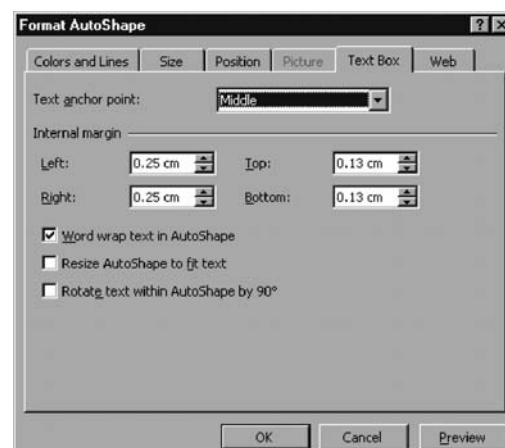 Format AutoShape
Colors and Lines Size Position Picture Text Box Web
Text anchor point: Middle
Internal margin
Left: 0.25 cm Top: 0.13 cm
Right: 0.25 cm Bottom: 0.13 cm
Word wrap text in AutoShape
Resize AutoShape to fit text
Rotate text within AutoShape by 90°
OK Cancel Preview